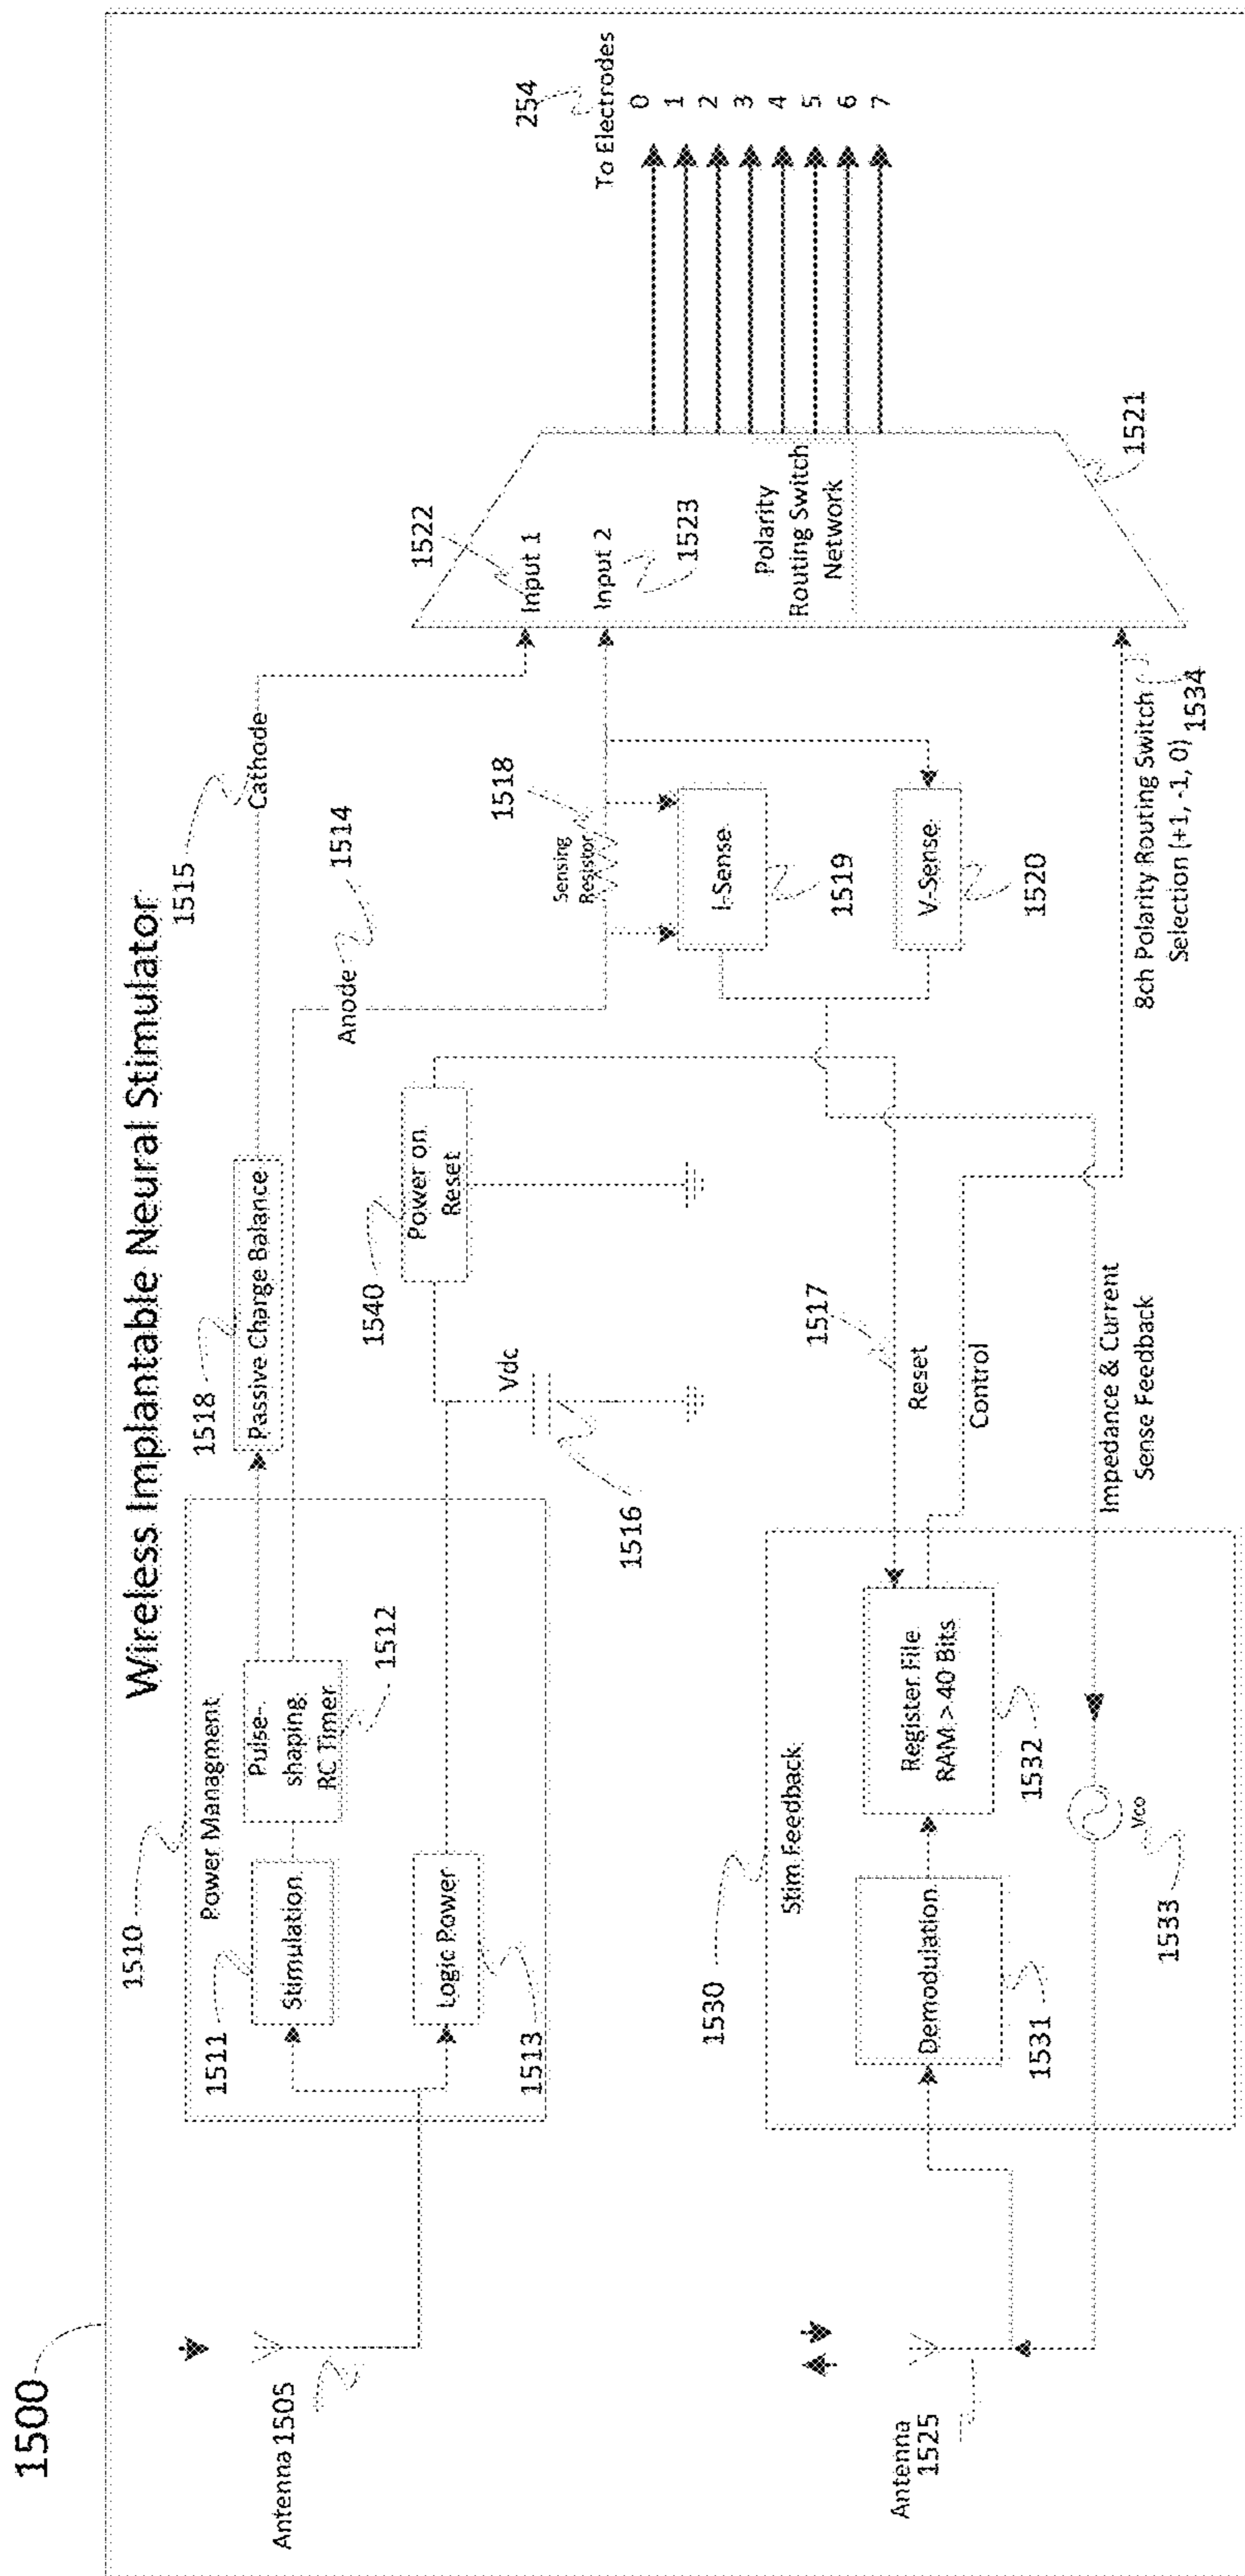 1500
Wireless Implantable Neural Stimulator
1510
Power Managment
1511
Stimulation
Pulse-
shaping
RC Timer
1512
Logic Power
1513
Antenna 1505
1518
Passive Charge Balance
1515
Cathode
Anode
1514
1540
Power on
Reset
Vdc
1516
Sensing
Resistor
1518
I-Sense
1519
V-Sense
1520
1522
Input 1
Input 2
1523
Polarity
Routing Switch
Network
1521
254
To Electrodes
0
1
2
3
4
5
6
7
1517
Reset
Control
Impedance & Current
Sense Feedback
8ch Polarity Routing Switch
Selection (+1, -1, 0)
1534
1530
Stim Feedback
Demodulation
1531
Register File
RAM > 40 Bits
1532
Vco
1533
Antenna
1525